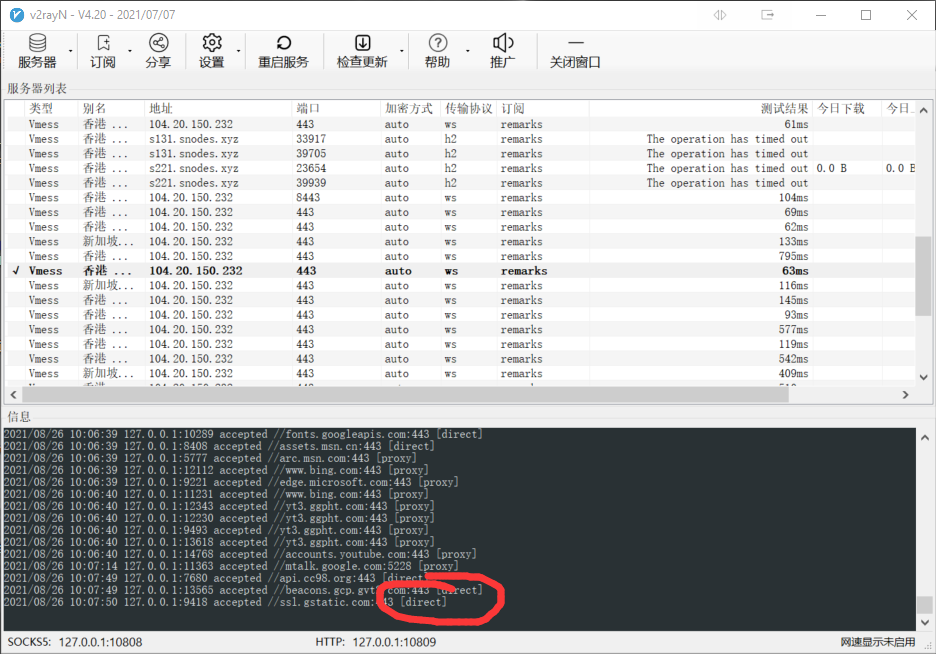 v2rayN - V4.20 - 2021/07/07
服务器 订阅 分享 设置 重启服务 检查更新 帮助 推广 关闭窗口
服务器列表
类型 别名 地址 端口 加密方式 传输协议 订阅 测试结果 今日下载 今日
Vmess 香港 ... 104.20.150.232 443 auto ws remarks 61ms
Vmess 香港 ... s131.snodes.xyz 33917 auto h2 remarks The operation has timed out
Vmess 香港 ... s131.snodes.xyz 39705 auto h2 remarks The operation has timed out
Vmess 香港 ... s221.snodes.xyz 23654 auto h2 remarks The operation has timed out 0.0 B 0.0 B
Vmess 香港 ... s221.snodes.xyz 39939 auto h2 remarks The operation has timed out
Vmess 香港 ... 104.20.150.232 8443 auto ws remarks 104ms
Vmess 香港 ... 104.20.150.232 443 auto ws remarks 69ms
Vmess 香港 ... 104.20.150.232 443 auto ws remarks 62ms
Vmess 新加坡... 104.20.150.232 443 auto ws remarks 133ms
Vmess 香港 ... 104.20.150.232 443 auto ws remarks 795ms
✓ Vmess 香港 ... 104.20.150.232 443 auto ws remarks 63ms
Vmess 新加坡... 104.20.150.232 443 auto ws remarks 116ms
Vmess 香港 ... 104.20.150.232 443 auto ws remarks 145ms
Vmess 香港 ... 104.20.150.232 443 auto ws remarks 93ms
Vmess 香港 ... 104.20.150.232 443 auto ws remarks 577ms
Vmess 香港 ... 104.20.150.232 443 auto ws remarks 119ms
Vmess 香港 ... 104.20.150.232 443 auto ws remarks 542ms
Vmess 新加坡... 104.20.150.232 443 auto ws remarks 409ms
信息
2021/08/26 10:06:39 127.0.0.1:10289 accepted //fonts.googleapis.com:443 [direct]
2021/08/26 10:06:39 127.0.0.1:8408 accepted //assets.msn.cn:443 [direct]
2021/08/26 10:06:39 127.0.0.1:5777 accepted //arc.msn.com:443 [proxy]
2021/08/26 10:06:39 127.0.0.1:12112 accepted //www.bing.com:443 [proxy]
2021/08/26 10:06:39 127.0.0.1:9221 accepted //edge.microsoft.com:443 [proxy]
2021/08/26 10:06:40 127.0.0.1:11231 accepted //www.bing.com:443 [proxy]
2021/08/26 10:06:40 127.0.0.1:12343 accepted //yt3.ggpht.com:443 [proxy]
2021/08/26 10:06:40 127.0.0.1:12230 accepted //yt3.ggpht.com:443 [proxy]
2021/08/26 10:06:40 127.0.0.1:9493 accepted //yt3.ggpht.com:443 [proxy]
2021/08/26 10:06:40 127.0.0.1:13618 accepted //yt3.ggpht.com:443 [proxy]
2021/08/26 10:06:40 127.0.0.1:14768 accepted //accounts.youtube.com:443 [proxy]
2021/08/26 10:07:14 127.0.0.1:11363 accepted //mtalk.google.com:5228 [proxy]
2021/08/26 10:07:49 127.0.0.1:7680 accepted //api.cc98.org:443 [direct]
2021/08/26 10:07:49 127.0.0.1:13565 accepted //beacons.gcp.gvt com:443 [direct]
2021/08/26 10:07:50 127.0.0.1:9418 accepted //ssl.gstatic.com:443 [direct]
SOCKS5: 127.0.0.1:10808 HTTP: 127.0.0.1:10809 网速显示未启用